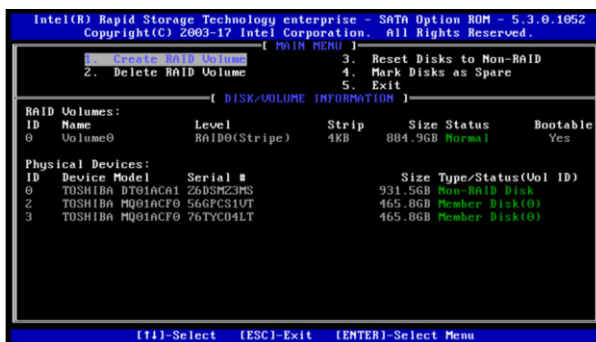 Intel(R) Rapid Storage Technology enterprise - SATA Option ROM - 5.3.0.1052
Copyright(C) 2003-17 Intel Corporation. All Rights Reserved.
[ MAIN MENU ]
1. Create RAID Volume 3. Reset Disks to Non-RAID
2. Delete RAID Volume 4. Mark Disks as Spare
5. Exit
[ DISK/VOLUME INFORMATION ]
RAID Volumes:
ID Name Level Strip Size Status Bootable
0 Volume0 RAID0(Stripe) 4KB 884.9GB Normal Yes
Physical Devices:
ID Device Model Serial # Size Type/Status(Vol ID)
0 TOSHIBA DT01ACA1 Z6DSMZ3MS 931.5GB Non-RAID Disk
2 TOSHIBA MQ01ACF0 56GPCS1VT 465.8GB Member Disk(0)
3 TOSHIBA MQ01ACF0 76TYC04LT 465.8GB Member Disk(0)
[↑↓]-Select [ESC]-Exit [ENTER]-Select Menu